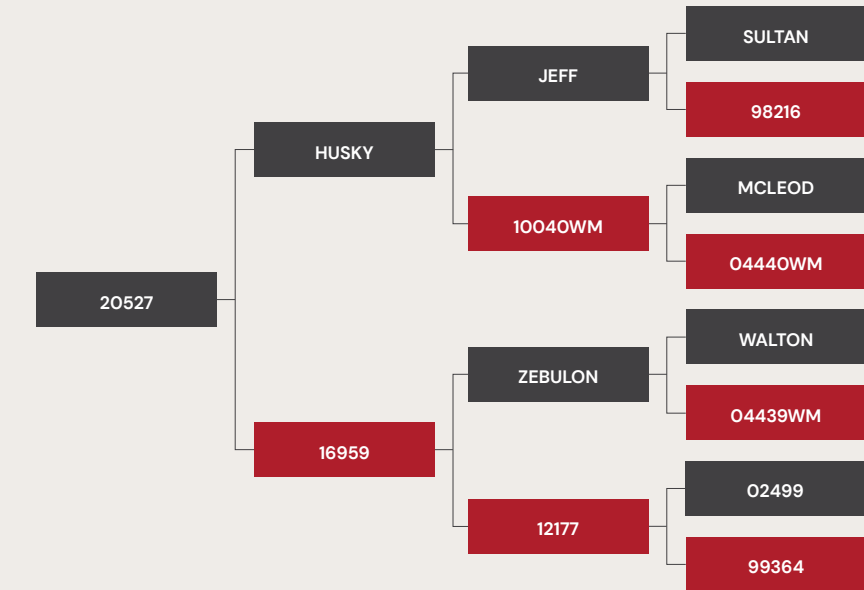 SULTAN
JEFF
98216
HUSKY
MCLEOD
10040WM
04440WM
20527
WALTON
ZEBULON
04439WM
16959
02499
12177
99364